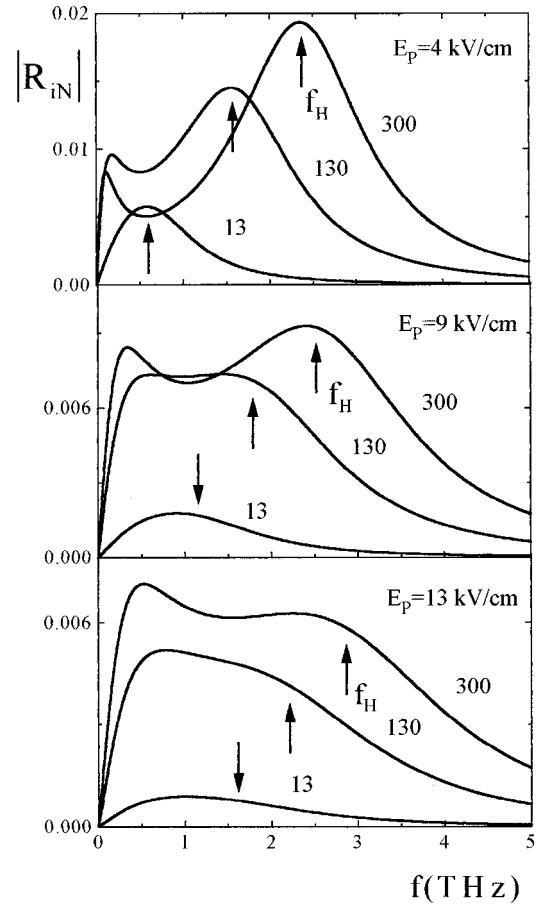 0.02
E_P=4 kV/cm
|R_iN|
f_H
300
0.01
130
13
0.00
E_P=9 kV/cm
0.006
f_H
300
130
13
0.000
E_P=13 kV/cm
0.006
f_H
300
130
13
0.000
0 1 2 3 4 5
f(THz)